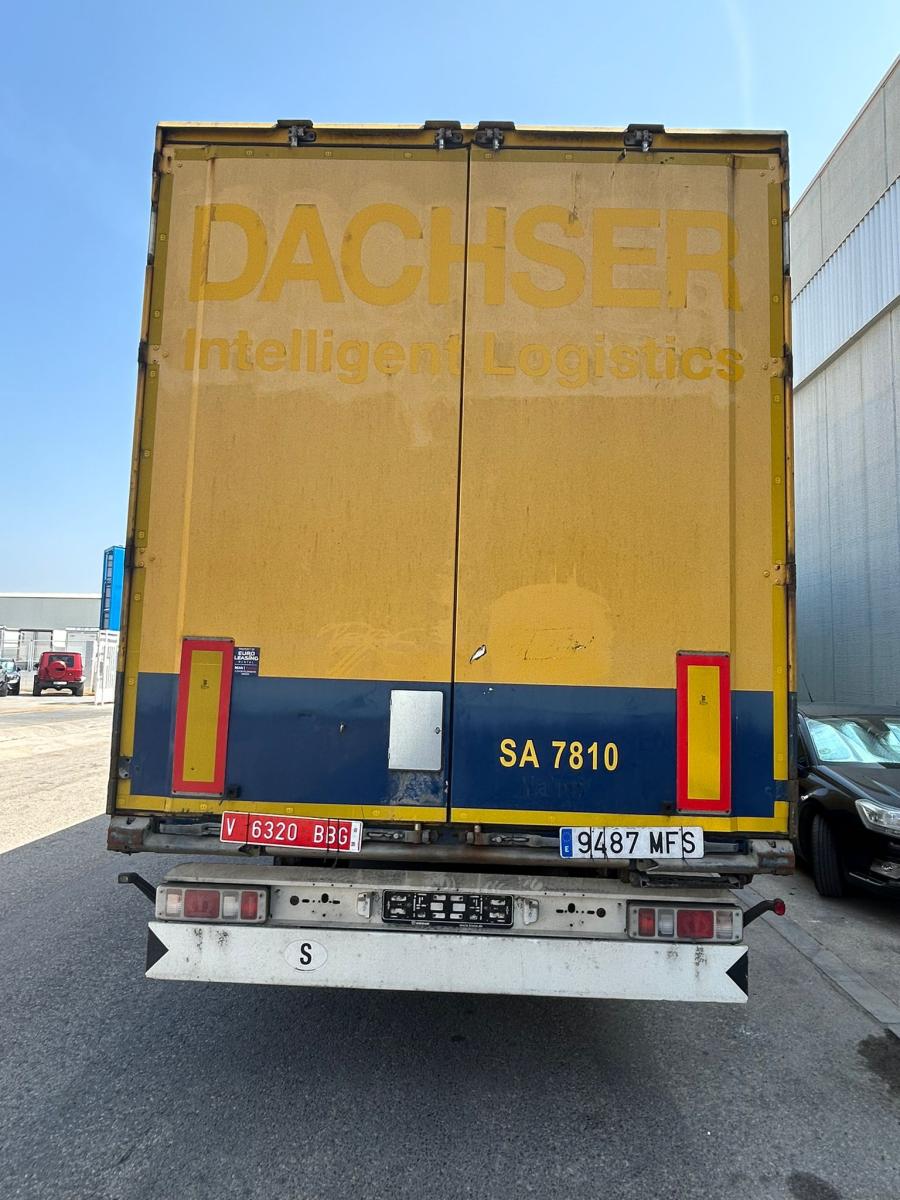 DACHSER
Intelligent Logistics
EURO
LEASING
SA 7810
V 6320 BBG
E 9487 MFS
S